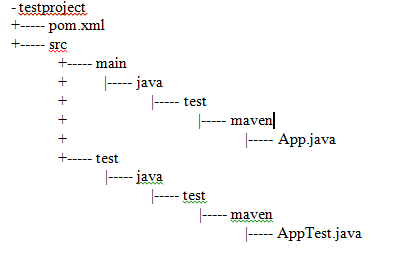 - testproject
+----- pom.xml
+----- src
+----- main
+ |----- java
+ |----- test
+ |----- maven
+ |----- App.java
+----- test
|----- java
|----- test
|----- maven
|----- AppTest.java